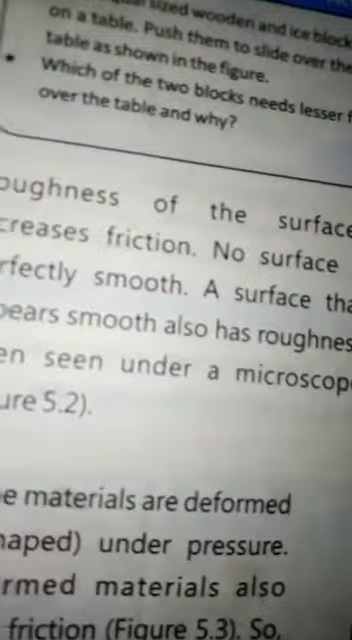 sized wooden and ice block
on a table. Push them to slide over the
table as shown in the figure.
• Which of the two blocks needs lesser f
over the table and why?
oughness of the surface
creases friction. No surface
rfectly smooth. A surface tha
pears smooth also has roughnes
en seen under a microscop
ure 5.2).
e materials are deformed
haped) under pressure.
rmed materials also
friction (Figure 5.3). So,